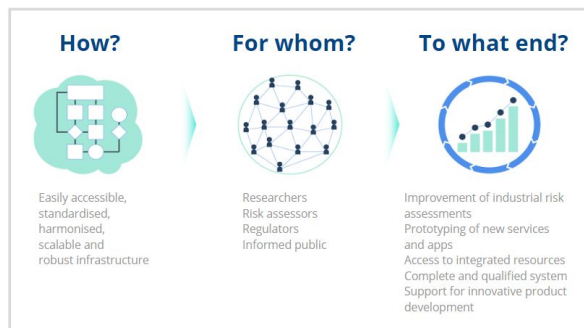 How?
For whom?
To what end?
Easily accessible,
standardised,
harmonised,
scalable and
robust infrastructure
Researchers
Risk assessors
Regulators
Informed public
Improvement of industrial risk
assessments
Prototyping of new services
and apps
Access to integrated resources
Complete and qualified system
Support for innovative product
development